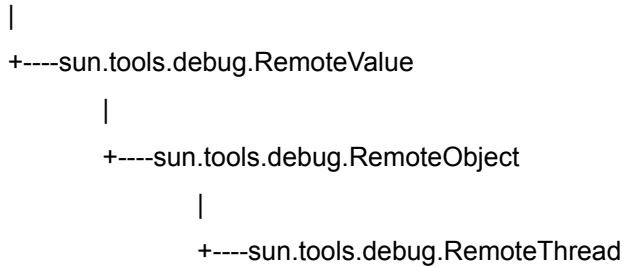 |
+----sun.tools.debug.RemoteValue
|
+----sun.tools.debug.RemoteObject
|
+----sun.tools.debug.RemoteThread